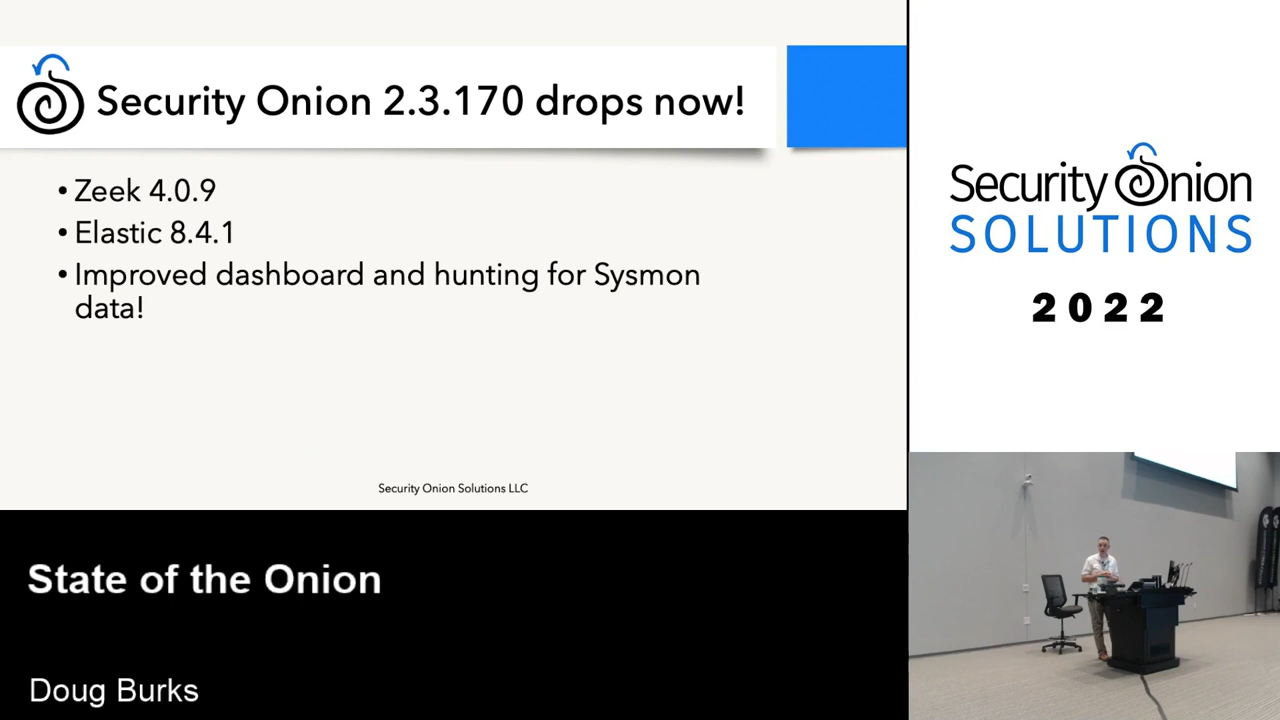 Security Onion 2.3.170 drops now!
• Zeek 4.0.9
• Elastic 8.4.1
• Improved dashboard and hunting for Sysmon
data!
Security Onion Solutions LLC
Security Onion
SOLUTIONS
2022
State of the Onion
Doug Burks